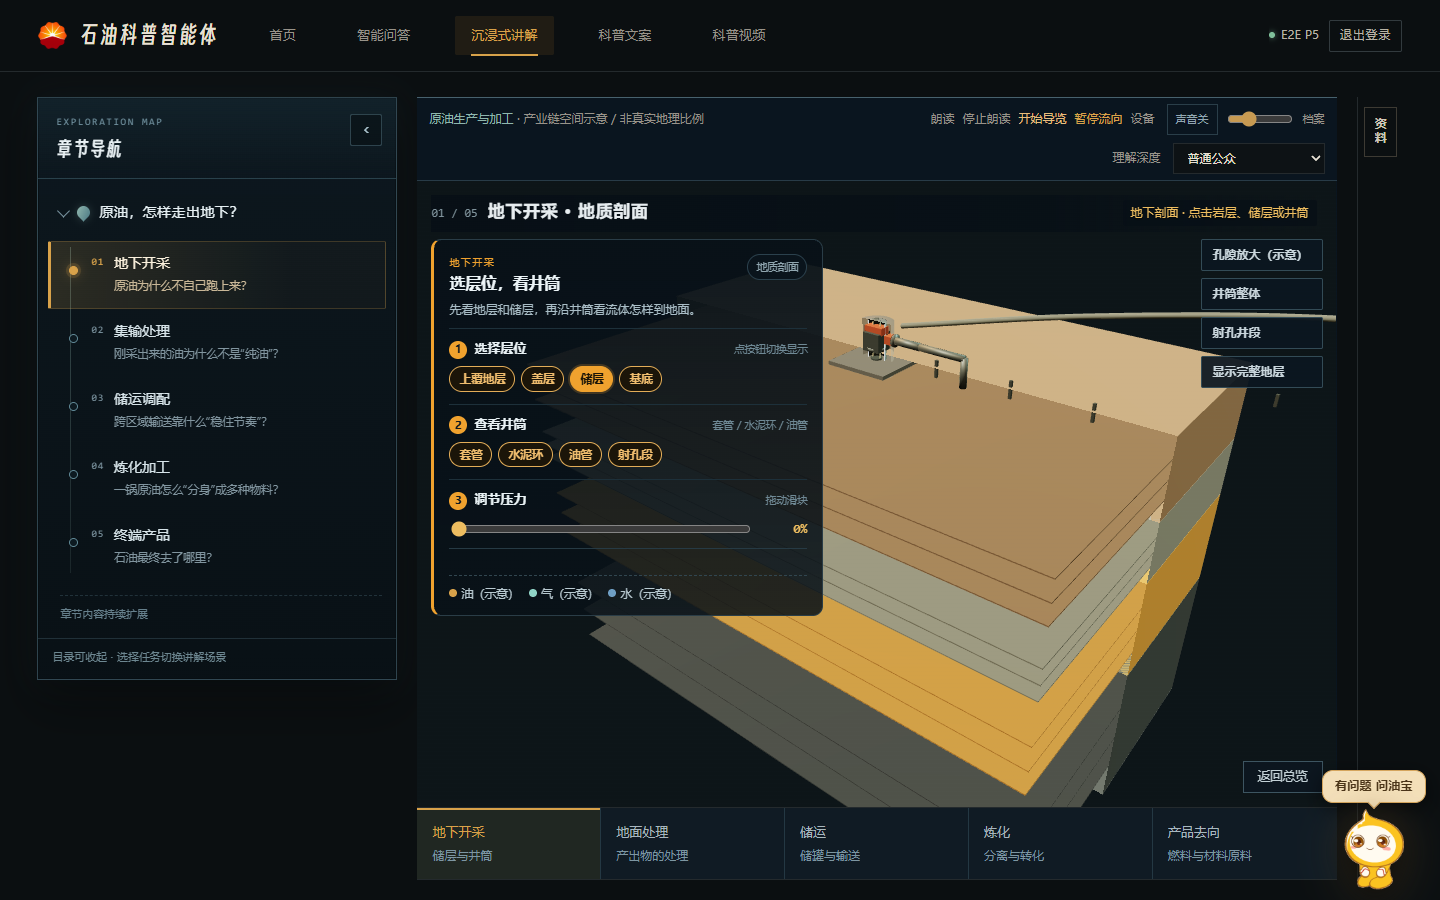 石油科普智能体
首页
智能问答
沉浸式讲解
科普文案
科普视频
E2E P5
退出登录
EXPLORATION MAP
章节导航
‹
原油，怎样走出地下？
01 地下开采
原油为什么不自己跑上来？
02 集输处理
刚采出来的油为什么不是“纯油”？
03 储运调配
跨区域输送靠什么“稳住节奏”？
04 炼化加工
一锅原油怎么“分身”成多种物料？
05 终端产品
石油最终去了哪里？
章节内容持续扩展
目录可收起 · 选择任务切换讲解场景
原油生产与加工 · 产业链空间示意 / 非真实地理比例
朗读 停止朗读 开始导览 暂停流向 设备 声音关 档案
理解深度 普通公众
01 / 05 地下开采 • 地质剖面
地下剖面 · 点击岩层、储层或井筒
地下开采
地质剖面
选层位，看井筒
先看地层和储层，再沿井筒看流体怎样到地面。
1 选择层位 点按钮切换显示
上覆地层 盖层 储层 基底
2 查看井筒 套管 / 水泥环 / 油管
套管 水泥环 油管 射孔段
3 调节压力 拖动滑块
0%
油（示意） 气（示意） 水（示意）
孔隙放大（示意）
井筒整体
射孔井段
显示完整地层
返回总览
地下开采
储层与井筒
地面处理
产出物的处理
储运
储罐与输送
炼化
分离与转化
产品去向
燃料与材料原料
资料
有问题 问油宝